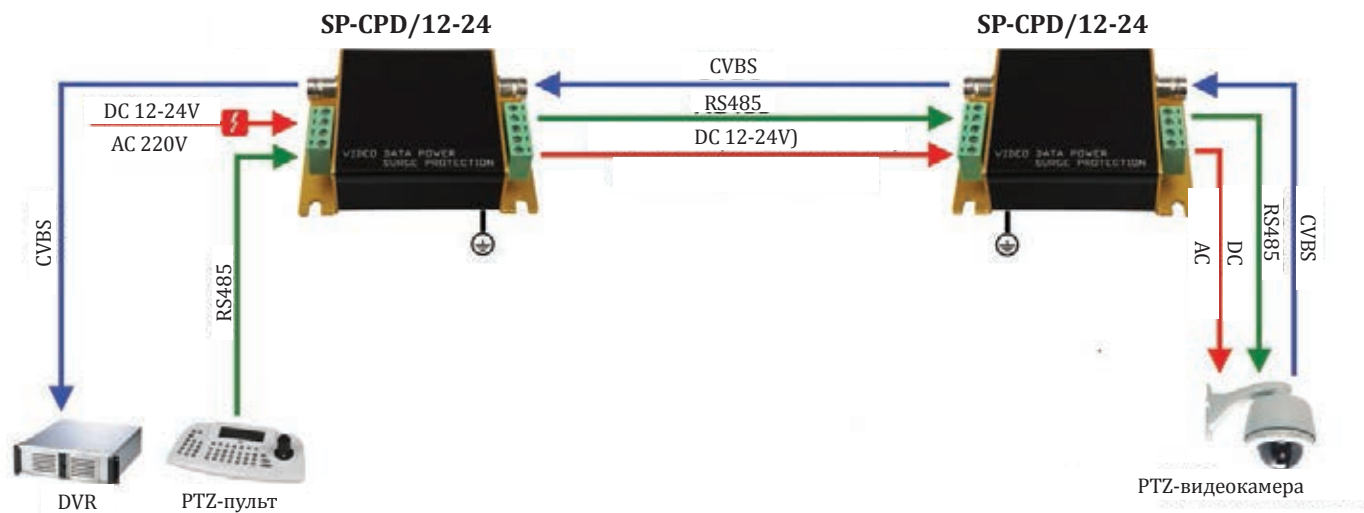 SP-CPD/12-24
SP-CPD/12-24
CVBS
RS485
DC 12-24V)
DC 12-24V
AC 220V
VIDEO DATA POWER
SURGE PROTECTION
VIDEO DATA POWER
SURGE PROTECTION
CVBS
RS485
AC
DC
RS485
CVBS
DVR
PTZ-пульт
PTZ-видеокамера